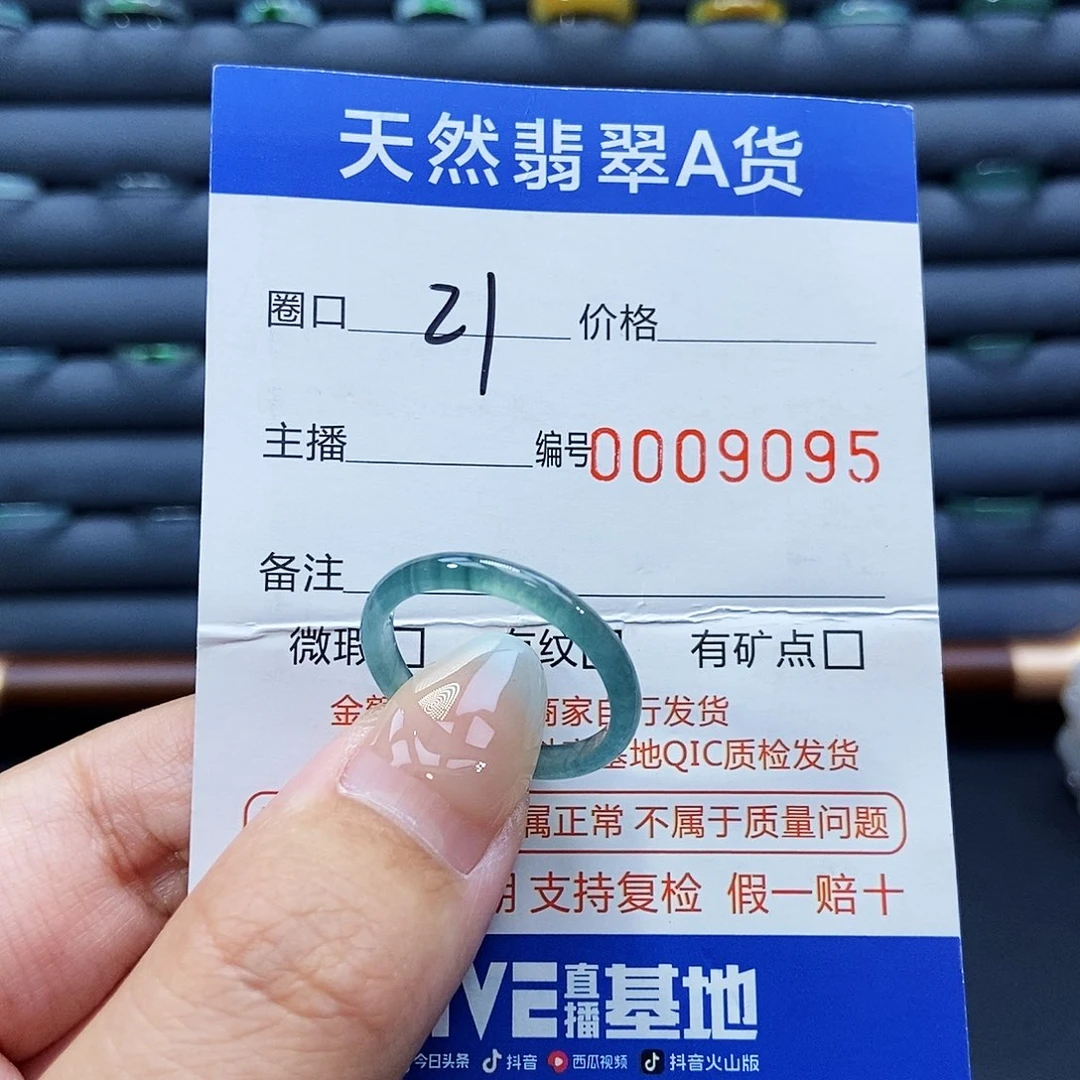 天然翡翠A货
圈口 21 价格
主播 编号0009095
备注
微瑕 纹 有矿点
金 商家自行发货
基地QIC质检发货
属正常 不属于质量问题
支持复检 假一赔十
VE直播基地
今日头条 抖音 西瓜视频 抖音火山版